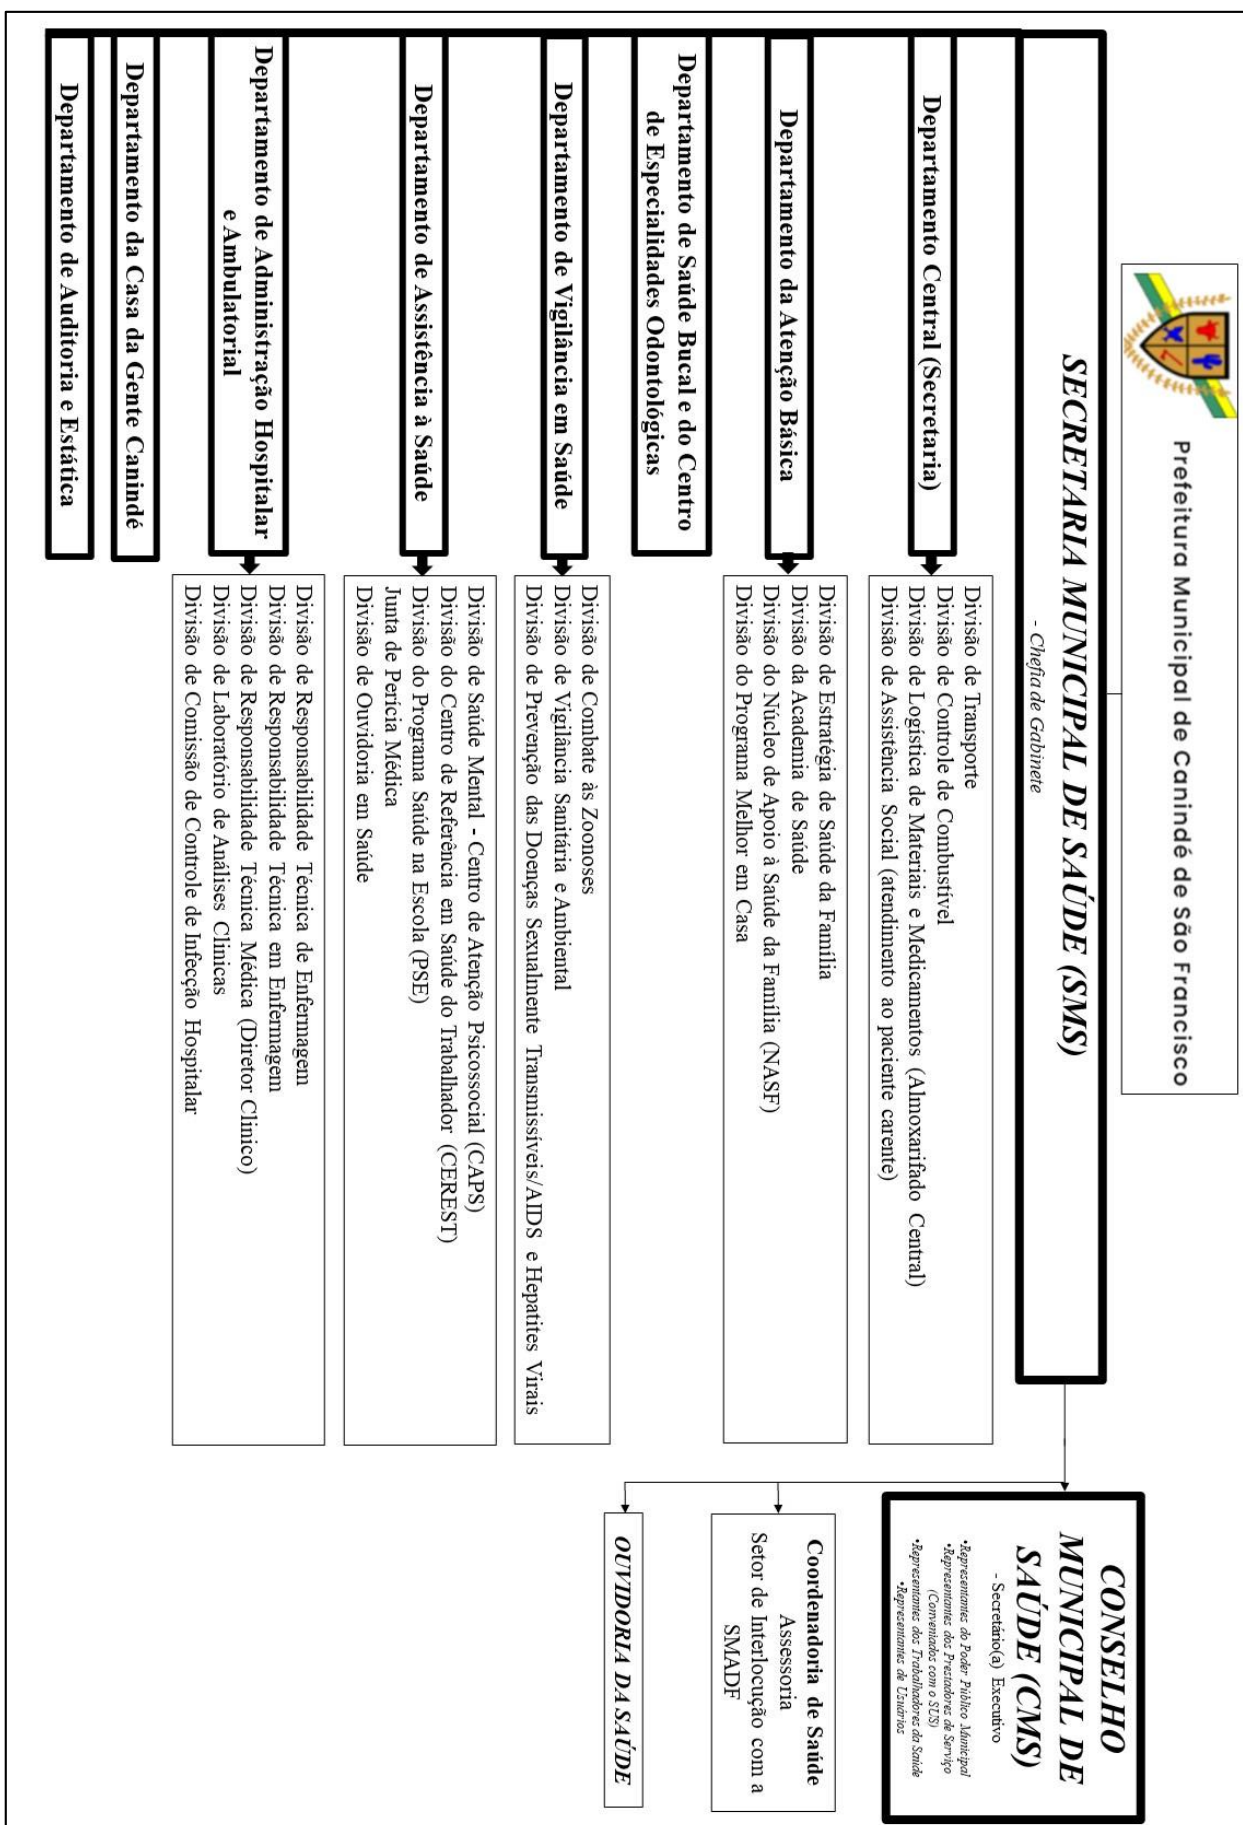 Prefeitura Municipal de Canindé de São Francisco
SECRETARIA MUNICIPAL DE SAÚDE (SMS)
- Chefia de Gabinete
CONSELHO
MUNICIPAL DE
SAÚDE (CMS)
- Secretário(a) Executivo
•Representantes do Poder Público Municipal
•Representantes dos Prestadores de Serviço
(Conveniados com o SUS)
•Representantes dos Trabalhadores da Saúde
•Representantes de Usuários
Coordenadoria de Saúde
Assessoria
Setor de Interlocução com a
SMADF
OUVIDORIA DA SAÚDE
Departamento Central (Secretaria)
Divisão de Transporte
Divisão de Controle de Combustível
Divisão de Logística de Materiais e Medicamentos (Almoxarifado Central)
Divisão de Assistência Social (atendimento ao paciente carente)
Departamento da Atenção Básica
Divisão de Estratégia de Saúde da Família
Divisão da Academia de Saúde
Divisão do Núcleo de Apoio à Saúde da Família (NASF)
Divisão do Programa Melhor em Casa
Departamento de Saúde Bucal e do Centro
de Especialidades Odontológicas
Departamento de Vigilância em Saúde
Divisão de Combate às Zoonoses
Divisão de Vigilância Sanitária e Ambiental
Divisão de Prevenção das Doenças Sexualmente Transmissíveis/AIDS e Hepatites Virais
Departamento de Assistência à Saúde
Divisão de Saúde Mental - Centro de Atenção Psicossocial (CAPS)
Divisão do Centro de Referência em Saúde do Trabalhador (CEREST)
Divisão do Programa Saúde na Escola (PSE)
Junta de Perícia Médica
Divisão de Ouvidoria em Saúde
Departamento de Administração Hospitalar
e Ambulatorial
Divisão de Responsabilidade Técnica de Enfermagem
Divisão de Responsabilidade Técnica em Enfermagem
Divisão de Responsabilidade Técnica Médica (Diretor Clinico)
Divisão de Laboratório de Análises Clinicas
Divisão de Comissão de Controle de Infecção Hospitalar
Departamento da Casa da Gente Canindé
Departamento de Auditoria e Estática